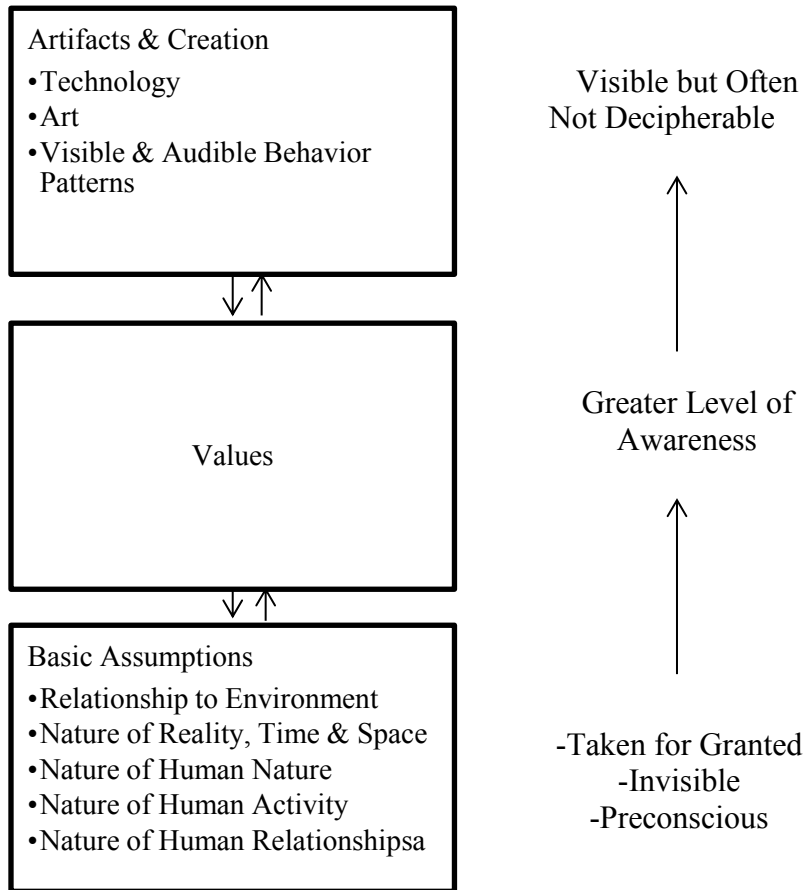 Artifacts & Creation
•Technology
•Art
•Visible & Audible Behavior
Patterns
Visible but Often
Not Decipherable
Values
Greater Level of
Awareness
Basic Assumptions
•Relationship to Environment
•Nature of Reality, Time & Space
•Nature of Human Nature
•Nature of Human Activity
•Nature of Human Relationshipsa
-Taken for Granted
-Invisible
-Preconscious